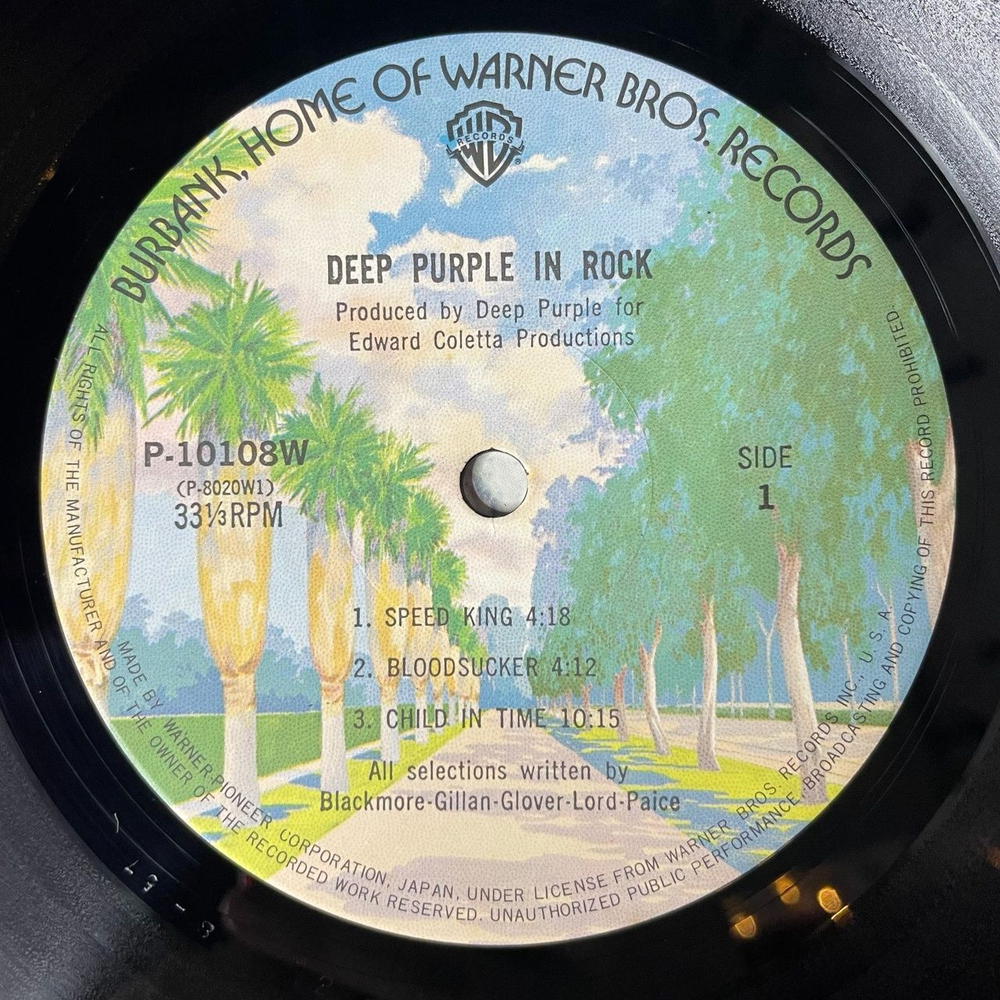 BURBANK, HOME OF WARNER BROS. RECORDS
WB
RECORDS
®
DEEP PURPLE IN ROCK
Produced by Deep Purple for
Edward Coletta Productions
P-10108W
(P-8020W1)
33⅓ RPM
SIDE
1
1. SPEED KING 4:18
2. BLOODSUCKER 4:12
3. CHILD IN TIME 10:15
All selections written by
Blackmore-Gillan-Glover-Lord-Paice
MADE BY WARNER-PIONEER CORPORATION, JAPAN, UNDER LICENSE FROM WARNER BROS. RECORDS INC., U. S. A.
ALL RIGHTS OF THE MANUFACTURER AND OF THE OWNER OF THE RECORDED WORK RESERVED. UNAUTHORIZED PUBLIC PERFORMANCE, BROADCASTING AND COPYING OF THIS RECORD PROHIBITED